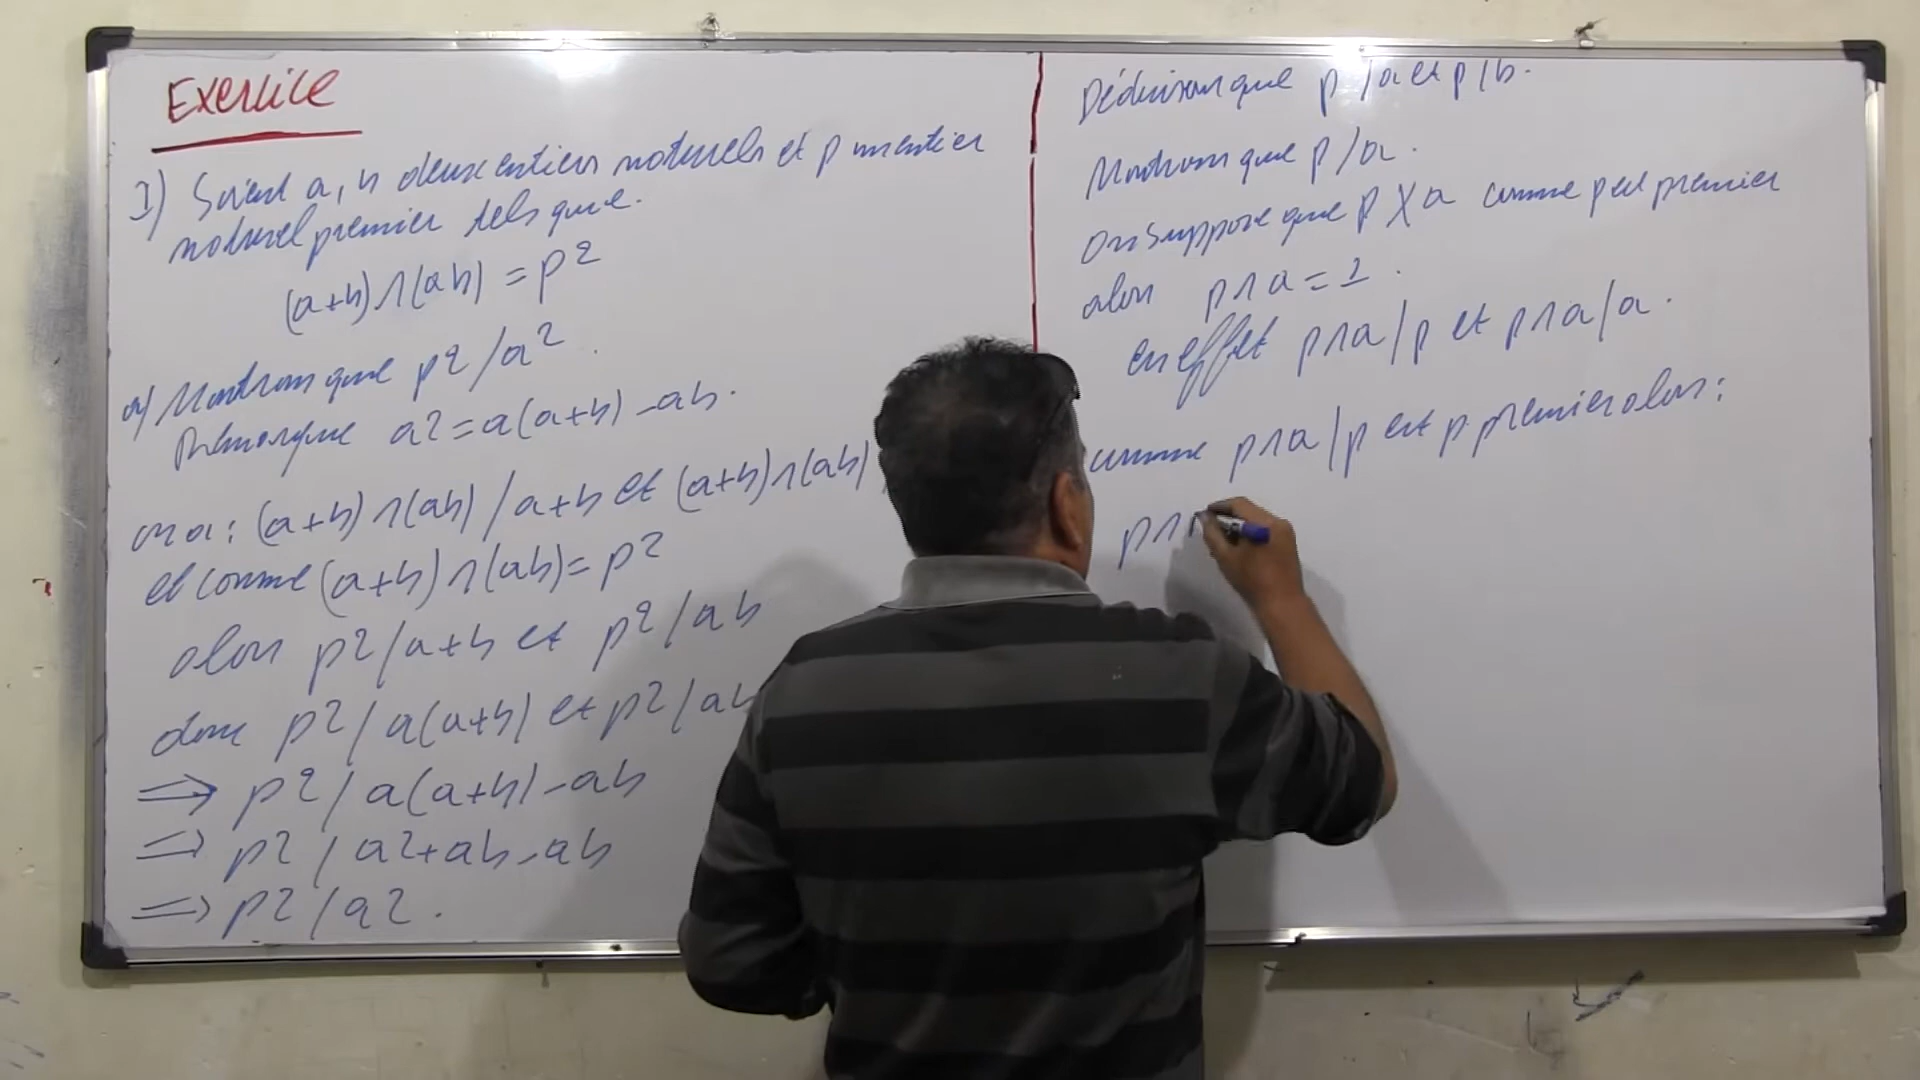 Exercice
I) Soient a, b deux entiers naturels et p un entier
naturel premier tels que.
(a+b)∧(ab) = p²
a) Montrons que p²/a².
Remarque a²=a(a+b)-ab.
on a : (a+b)∧(ab)/a+b et (a+b)∧(ab)
et comme (a+b)∧(ab)=p²
alors p²/a+b et p²/ab
donc p²/a(a+b) et p²/ab
⇒ p²/a(a+b)-ab
⇒ p²/a²+ab-ab
⇒ p²/a².
Déduisons que p/a et p/b.
Montrons que p/a.
On suppose que p∤a comme p est premier
alors p∧a=1.
en effet p∧a/p et p∧a/a.
comme p∧a/p et p premier alors :
p∧